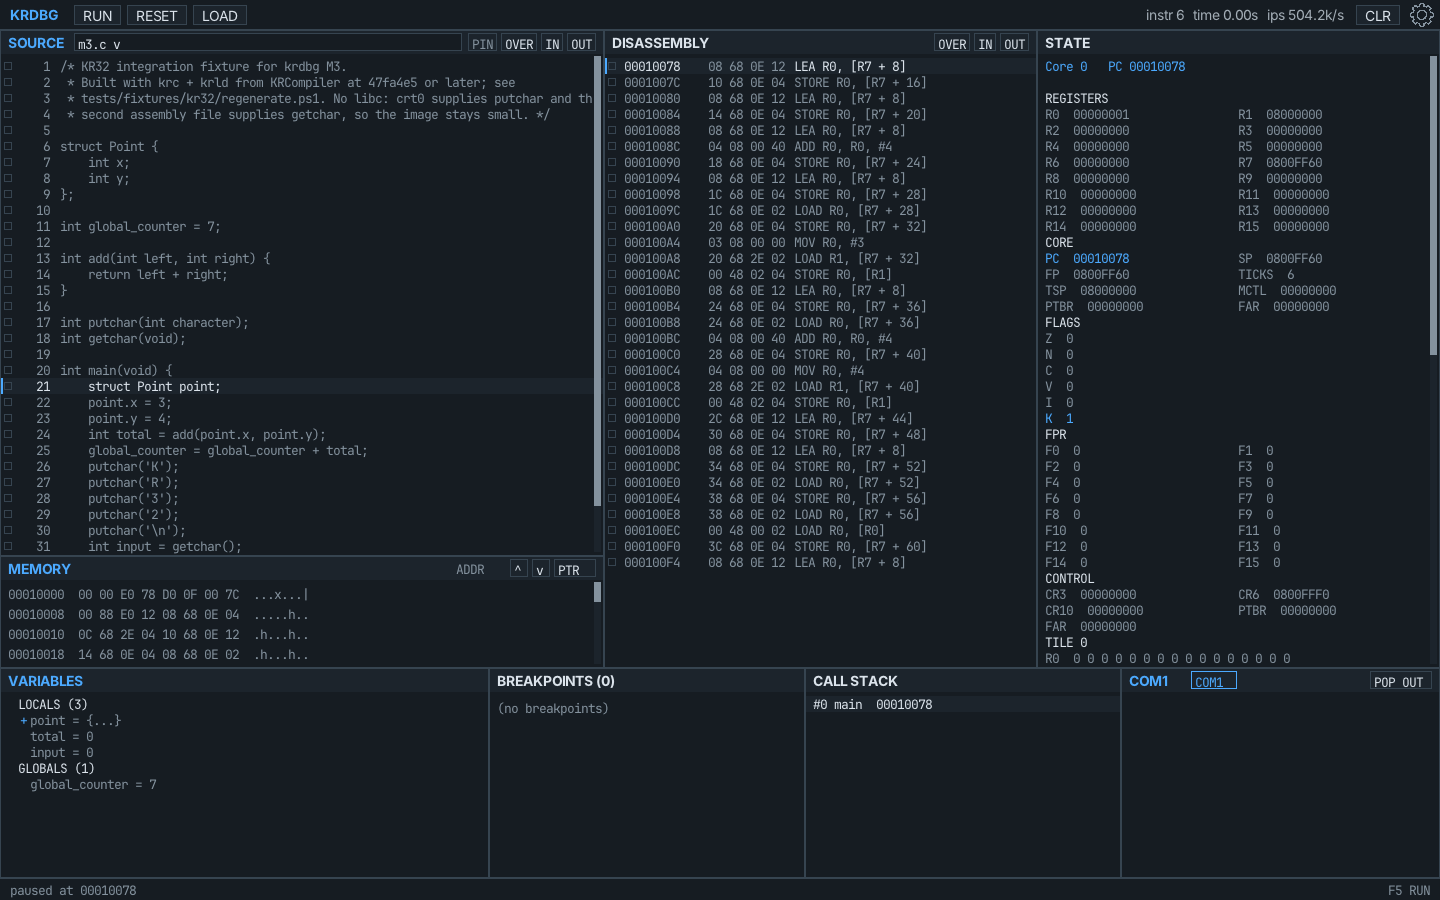 KRDBG RUN RESET LOAD instr 6 time 0.00s ips 504.2k/s CLR
SOURCE m3.c v PIN OVER IN OUT
1 /* KR32 integration fixture for krdbg M3.
2 * Built with krc + krld from KRCompiler at 47fa4e5 or later; see
3 * tests/fixtures/kr32/regenerate.ps1. No libc: crt0 supplies putchar and th
4 * second assembly file supplies getchar, so the image stays small. */
5
6 struct Point {
7 int x;
8 int y;
9 };
10
11 int global_counter = 7;
12
13 int add(int left, int right) {
14 return left + right;
15 }
16
17 int putchar(int character);
18 int getchar(void);
19
20 int main(void) {
21 struct Point point;
22 point.x = 3;
23 point.y = 4;
24 int total = add(point.x, point.y);
25 global_counter = global_counter + total;
26 putchar('K');
27 putchar('R');
28 putchar('3');
29 putchar('2');
30 putchar('\n');
31 int input = getchar();
DISASSEMBLY OVER IN OUT
00010078 08 68 0E 12 LEA R0, [R7 + 8]
0001007C 10 68 0E 04 STORE R0, [R7 + 16]
00010080 08 68 0E 12 LEA R0, [R7 + 8]
00010084 14 68 0E 04 STORE R0, [R7 + 20]
00010088 08 68 0E 12 LEA R0, [R7 + 8]
0001008C 04 08 00 40 ADD R0, R0, #4
00010090 18 68 0E 04 STORE R0, [R7 + 24]
00010094 08 68 0E 12 LEA R0, [R7 + 8]
00010098 1C 68 0E 04 STORE R0, [R7 + 28]
0001009C 1C 68 0E 02 LOAD R0, [R7 + 28]
000100A0 20 68 0E 04 STORE R0, [R7 + 32]
000100A4 03 08 00 00 MOV R0, #3
000100A8 20 68 2E 02 LOAD R1, [R7 + 32]
000100AC 00 48 02 04 STORE R0, [R1]
000100B0 08 68 0E 12 LEA R0, [R7 + 8]
000100B4 24 68 0E 04 STORE R0, [R7 + 36]
000100B8 24 68 0E 02 LOAD R0, [R7 + 36]
000100BC 04 08 00 40 ADD R0, R0, #4
000100C0 28 68 0E 04 STORE R0, [R7 + 40]
000100C4 04 08 00 00 MOV R0, #4
000100C8 28 68 2E 02 LOAD R1, [R7 + 40]
000100CC 00 48 02 04 STORE R0, [R1]
000100D0 2C 68 0E 12 LEA R0, [R7 + 44]
000100D4 30 68 0E 04 STORE R0, [R7 + 48]
000100D8 08 68 0E 12 LEA R0, [R7 + 8]
000100DC 34 68 0E 04 STORE R0, [R7 + 52]
000100E0 34 68 0E 02 LOAD R0, [R7 + 52]
000100E4 38 68 0E 04 STORE R0, [R7 + 56]
000100E8 38 68 0E 02 LOAD R0, [R7 + 56]
000100EC 00 48 00 02 LOAD R0, [R0]
000100F0 3C 68 0E 04 STORE R0, [R7 + 60]
000100F4 08 68 0E 12 LEA R0, [R7 + 8]
STATE
Core 0 PC 00010078
REGISTERS
R0 00000001 R1 08000000
R2 00000000 R3 00000000
R4 00000000 R5 00000000
R6 00000000 R7 0800FF60
R8 00000000 R9 00000000
R10 00000000 R11 00000000
R12 00000000 R13 00000000
R14 00000000 R15 00000000
CORE
PC 00010078 SP 0800FF60
FP 0800FF60 TICKS 6
TSP 08000000 MCTL 00000000
PTBR 00000000 FAR 00000000
FLAGS
Z 0
N 0
C 0
V 0
I 0
K 1
FPR
F0 0 F1 0
F2 0 F3 0
F4 0 F5 0
F6 0 F7 0
F8 0 F9 0
F10 0 F11 0
F12 0 F13 0
F14 0 F15 0
CONTROL
CR3 00000000 CR6 0800FFF0
CR10 00000000 PTBR 00000000
FAR 00000000
TILE 0
R0 0 0 0 0 0 0 0 0 0 0 0 0 0 0 0 0
MEMORY ADDR ^ v PTR
00010000 00 00 E0 78 D0 0F 00 7C ...x...|
00010008 00 88 E0 12 08 68 0E 04 .....h..
00010010 0C 68 2E 04 10 68 0E 12 .h...h..
00010018 14 68 0E 04 08 68 0E 02 .h...h..
VARIABLES
LOCALS (3)
+ point = {...}
total = 0
input = 0
GLOBALS (1)
global_counter = 7
BREAKPOINTS (0)
(no breakpoints)
CALL STACK
#0 main 00010078
COM1 COM1 POP OUT
paused at 00010078 F5 RUN